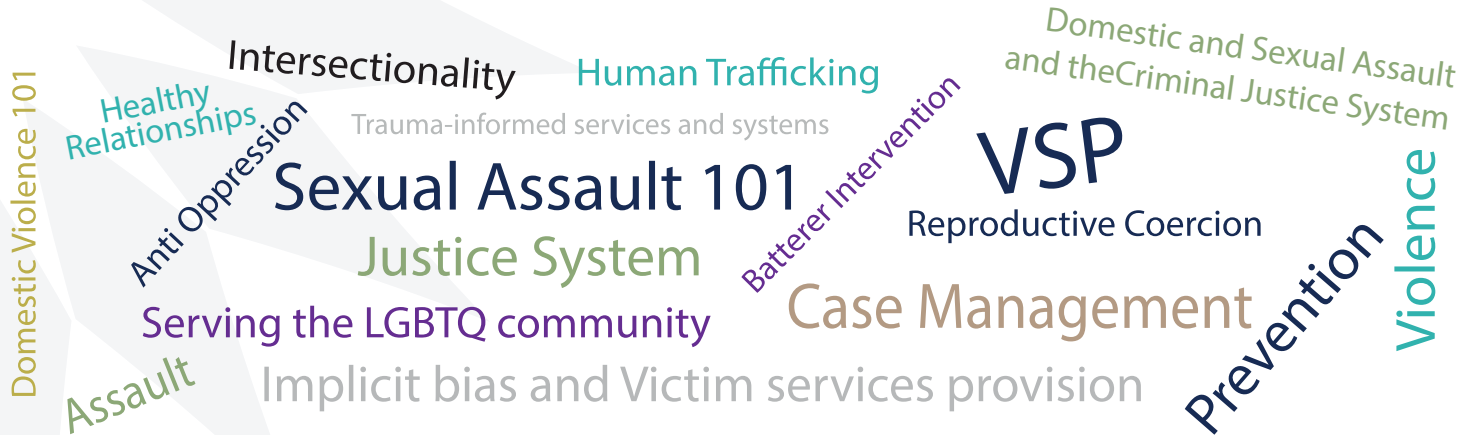 Domestic Violence 101
Healthy
Relationships
Intersectionality
Human Trafficking
Domestic and Sexual Assault
and theCriminal Justice System
Anti Oppression
Trauma-informed services and systems
Batterer Intervention
VSP
Sexual Assault 101
Reproductive Coercion
Violence
Justice System
Prevention
Serving the LGBTQ community
Case Management
Assault
Implicit bias and Victim services provision